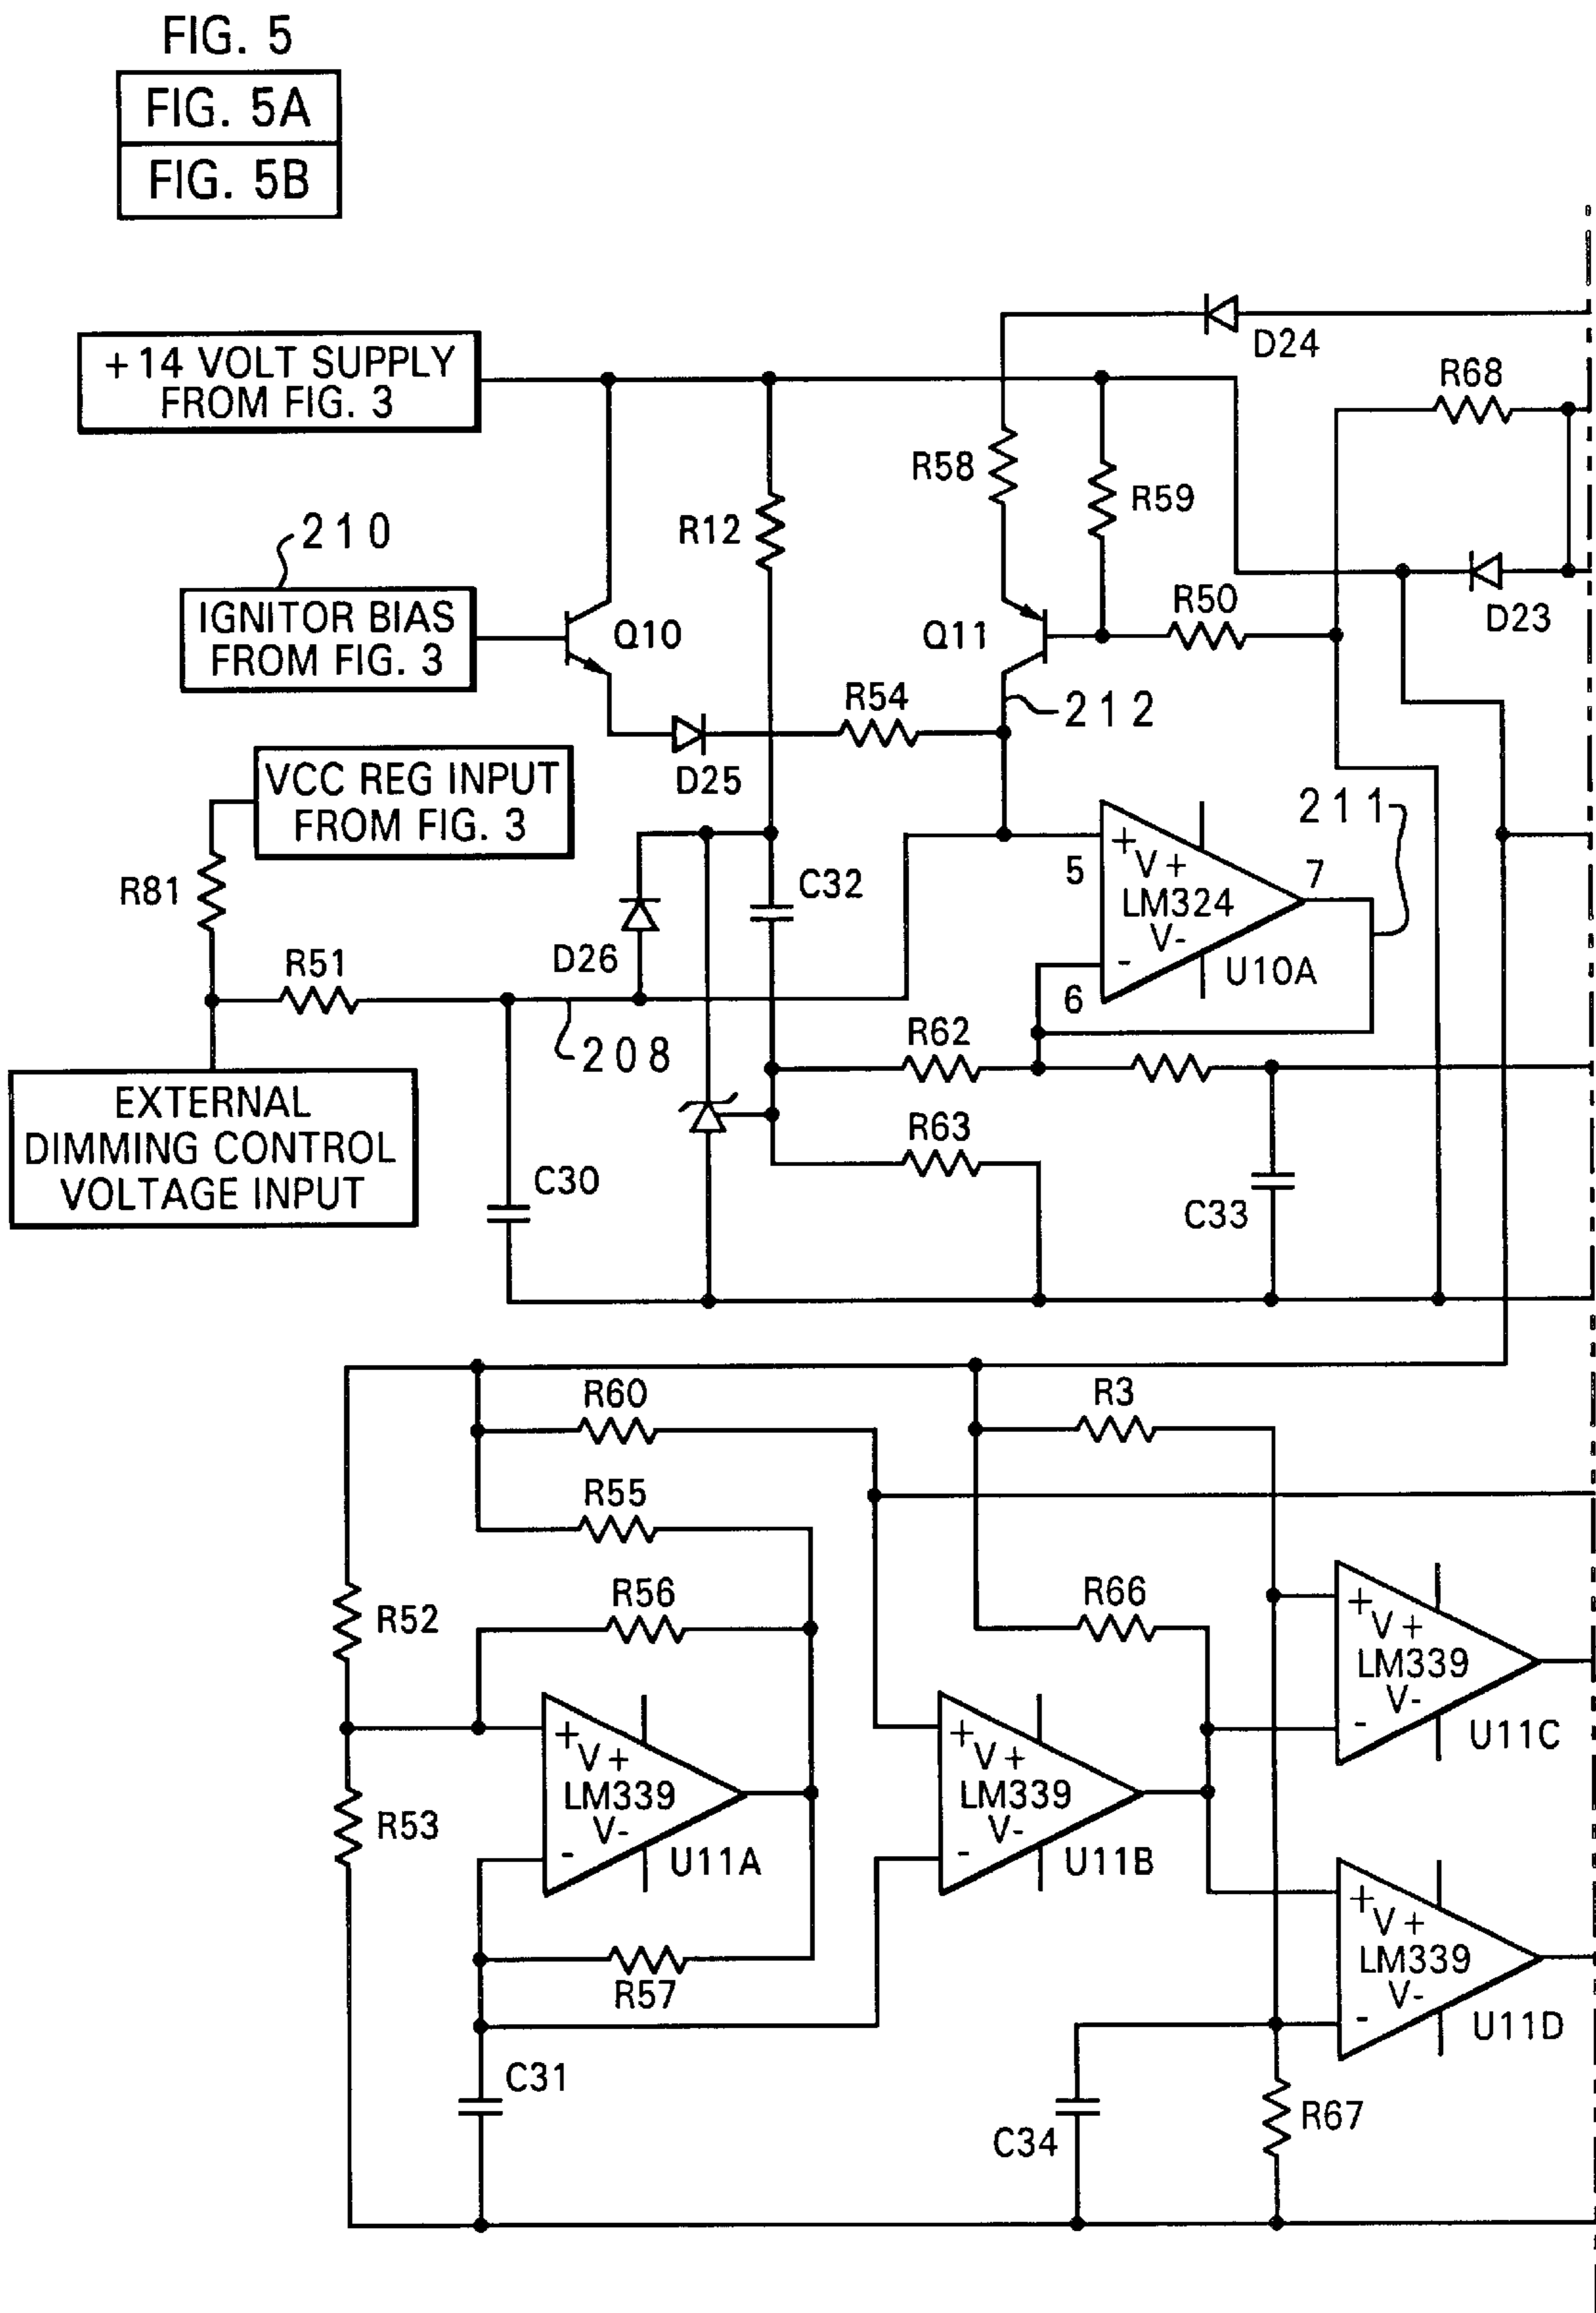 FIG. 5
FIG. 5A
FIG. 5B
D24
+14 VOLT SUPPLY
FROM FIG. 3
R68
R58
R59
R12
210
IGNITOR BIAS
FROM FIG. 3
Q10
Q11
R50
D23
R54
212
D25
VCC REG INPUT
FROM FIG. 3
211
R81
C32
+
5
V+
LM324
V-
-
6
7
U10A
D26
R51
208
R62
EXTERNAL
DIMMING CONTROL
VOLTAGE INPUT
R63
C30
C33
R60
R3
R55
R52
R56
R66
+
V+
LM339
V-
-
U11C
+
V+
LM339
V-
-
U11A
+
V+
LM339
V-
-
U11B
R53
+
V+
LM339
V-
-
U11D
R57
C31
C34
R67